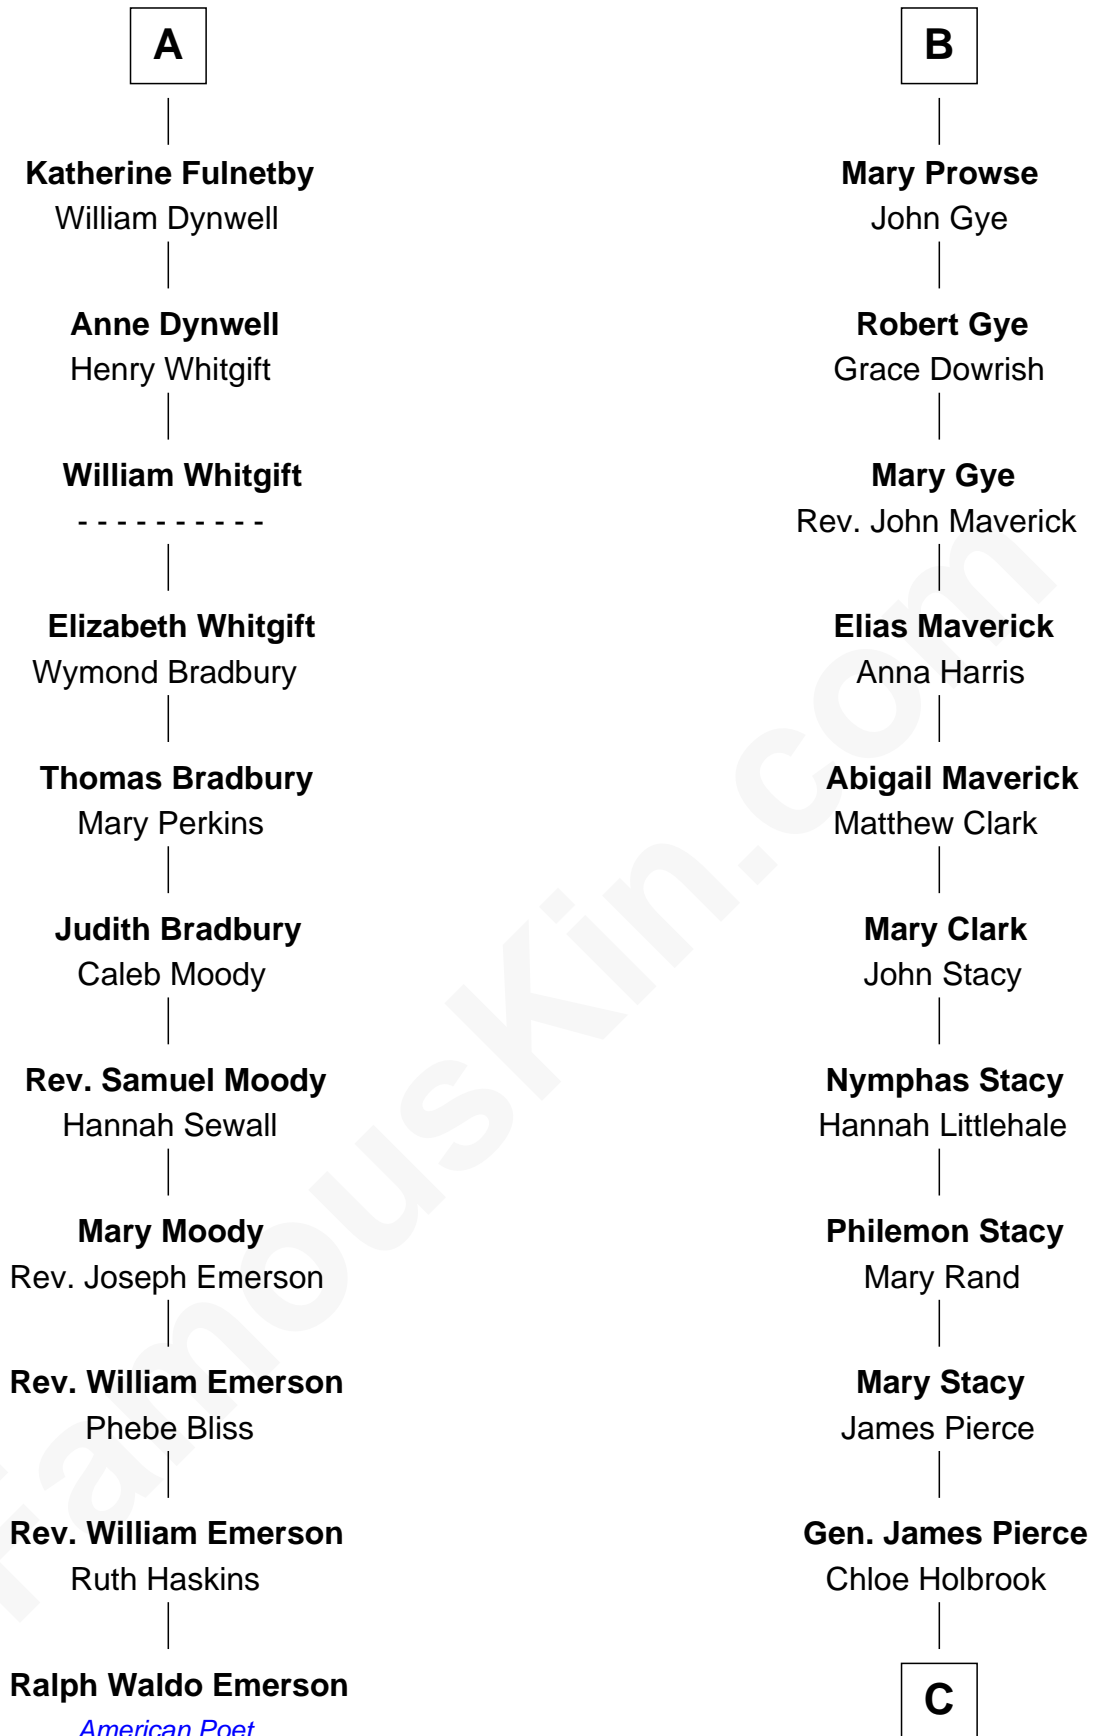 A
Katherine Fulnetby
William Dynwell
Anne Dynwell
Henry Whitgift
William Whitgift
- - - - - - - - - -
Elizabeth Whitgift
Wymond Bradbury
Thomas Bradbury
Mary Perkins
Judith Bradbury
Caleb Moody
Rev. Samuel Moody
Hannah Sewall
Mary Moody
Rev. Joseph Emerson
Rev. William Emerson
Phebe Bliss
Rev. William Emerson
Ruth Haskins
Ralph Waldo Emerson
American Poet
B
Mary Prowse
John Gye
Robert Gye
Grace Dowrish
Mary Gye
Rev. John Maverick
Elias Maverick
Anna Harris
Abigail Maverick
Matthew Clark
Mary Clark
John Stacy
Nymphas Stacy
Hannah Littlehale
Philemon Stacy
Mary Rand
Mary Stacy
James Pierce
Gen. James Pierce
Chloe Holbrook
C
FamousKin.com